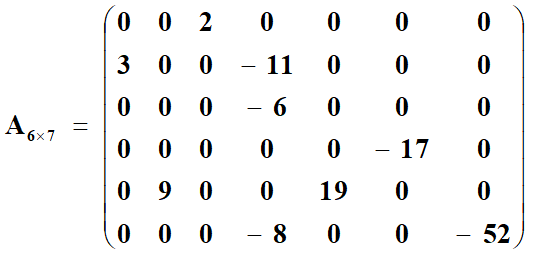 0 0 2 0 0 0 0
3 0 0 – 11 0 0 0
0 0 0 – 6 0 0 0
A6×7 = 0 0 0 0 0 – 17 0
0 9 0 0 19 0 0
0 0 0 – 8 0 0 – 52